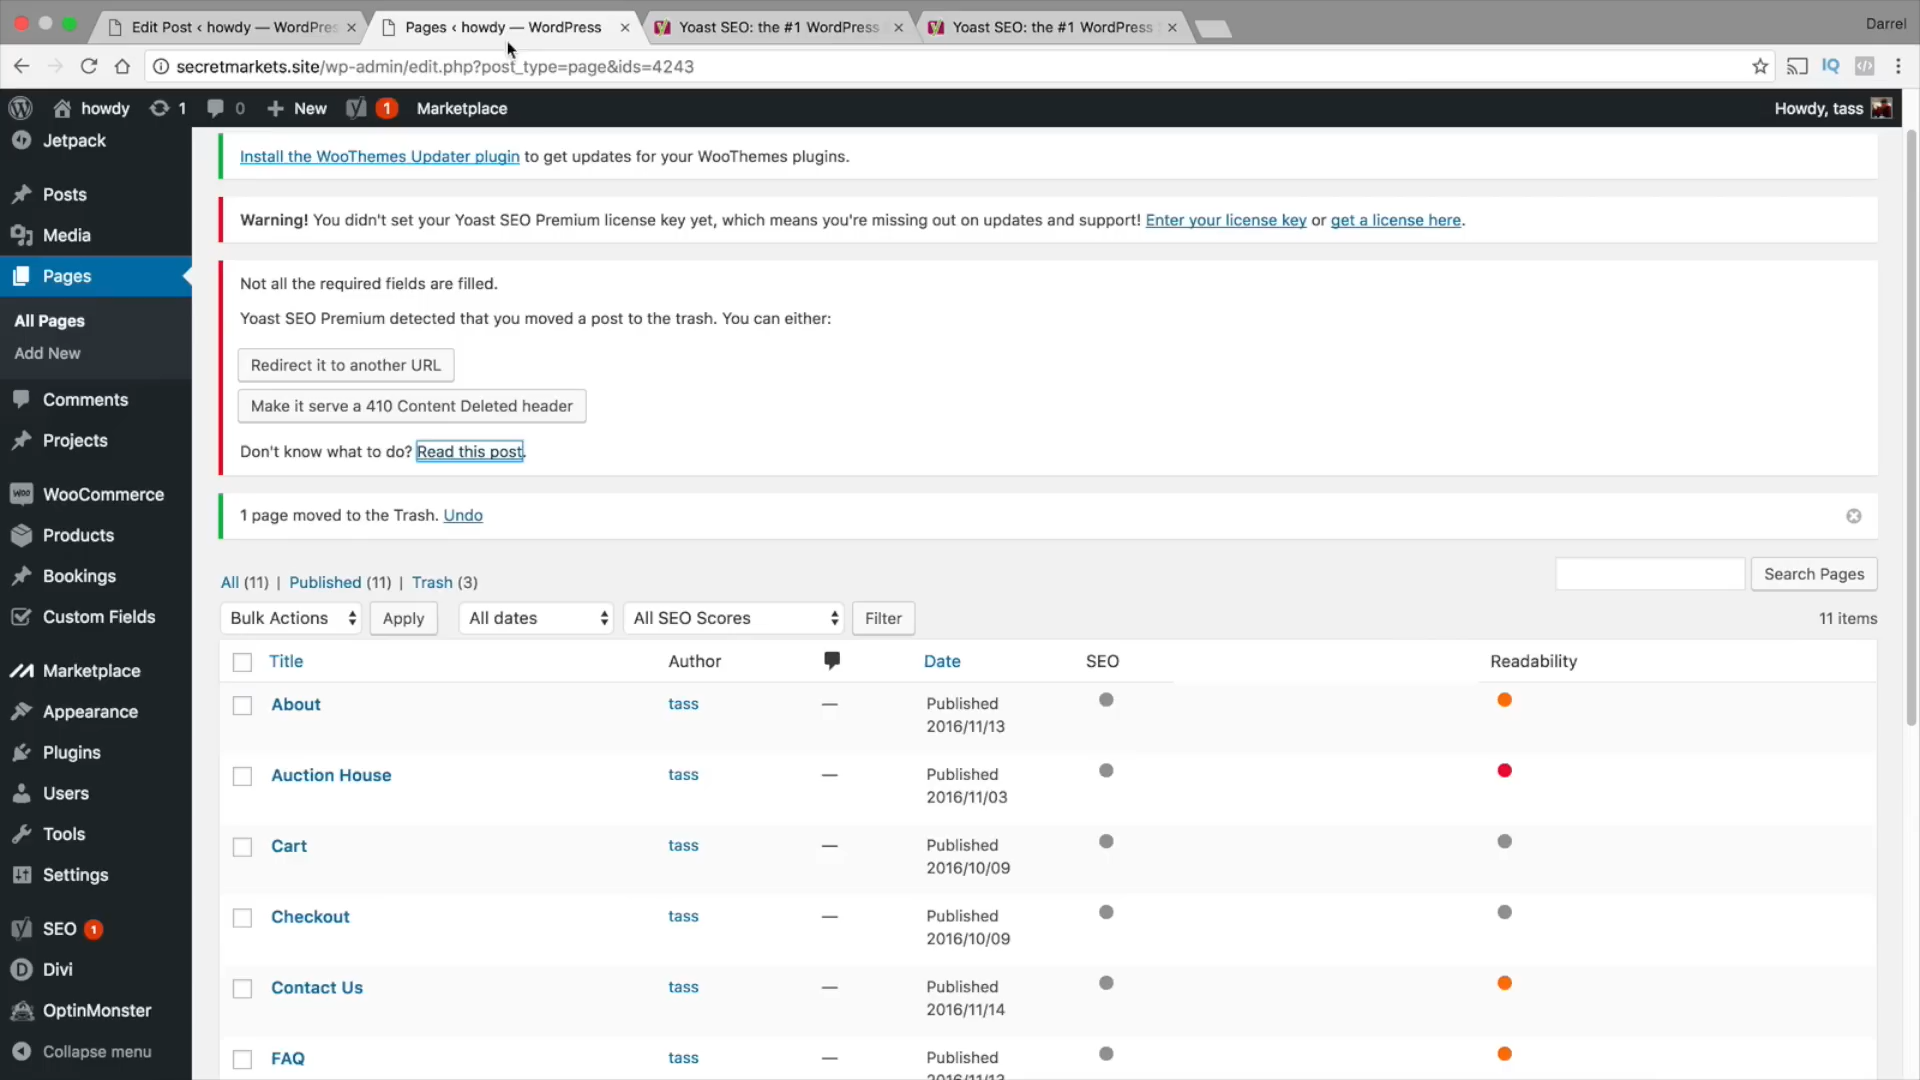 Edit Post ‹ howdy — WordPres
Pages ‹ howdy — WordPress
Yoast SEO: the #1 WordPress
Yoast SEO: the #1 WordPress
Darrel
secretmarkets.site/wp-admin/edit.php?post_type=page&ids=4243
IQ
howdy
1
0
New
1
Marketplace
Howdy, tass
Jetpack
Posts
Media
Pages
All Pages
Add New
Comments
Projects
WooCommerce
Products
Bookings
Custom Fields
Marketplace
Appearance
Plugins
Users
Tools
Settings
SEO 1
Divi
OptinMonster
Collapse menu
Install the WooThemes Updater plugin to get updates for your WooThemes plugins.
Warning! You didn't set your Yoast SEO Premium license key yet, which means you're missing out on updates and support! Enter your license key or get a license here.
Not all the required fields are filled.
Yoast SEO Premium detected that you moved a post to the trash. You can either:
Redirect it to another URL
Make it serve a 410 Content Deleted header
Don't know what to do? Read this post.
1 page moved to the Trash. Undo
All (11) | Published (11) | Trash (3)
Search Pages
Bulk Actions
Apply
All dates
All SEO Scores
Filter
11 items
Title Author Date SEO Readability
About tass — Published
2016/11/13
Auction House tass — Published
2016/11/03
Cart tass — Published
2016/10/09
Checkout tass — Published
2016/10/09
Contact Us tass — Published
2016/11/14
FAQ tass — Published
2016/11/13